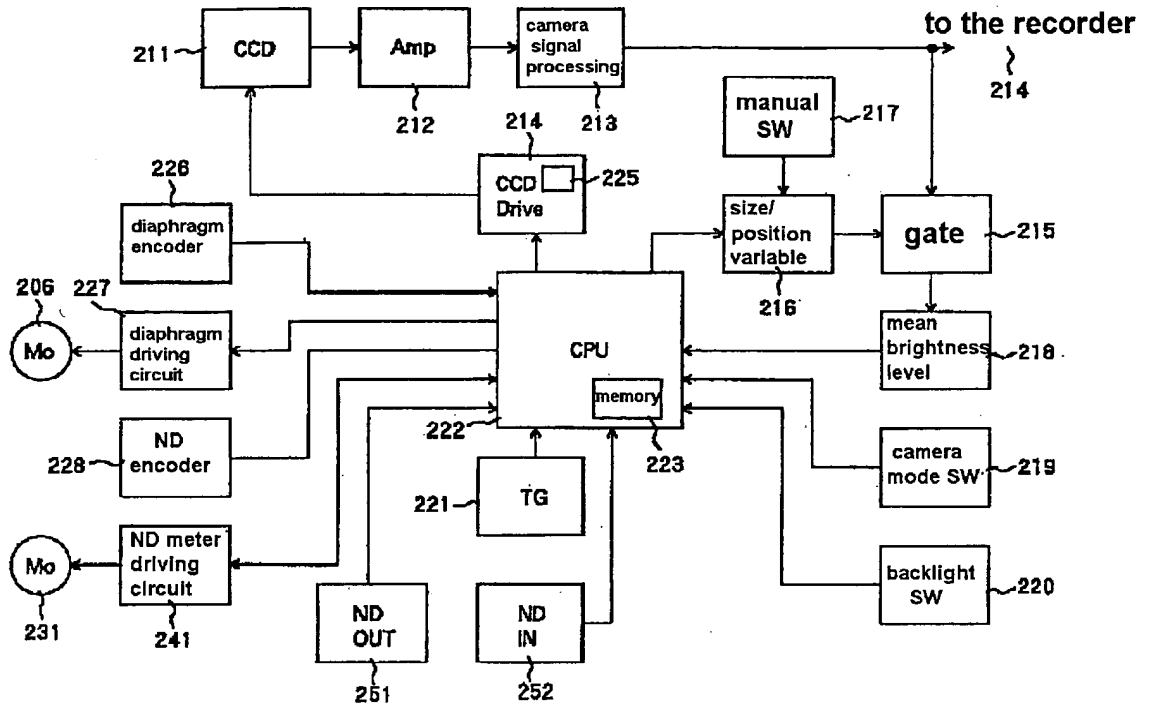 to the recorder
214
211
CCD
Amp
212
camera
signal
processing
213
manual
SW
217
214
CCD
Drive
225
226
diaphragm
encoder
size/
position
variable
216
gate
215
206
Mo
227
diaphragm
driving
circuit
CPU
memory
222
223
mean
brightness
level
218
228
ND
encoder
221
TG
camera
mode SW
219
Mo
231
ND meter
driving
circuit
241
ND
OUT
251
ND
IN
252
backlight
SW
220